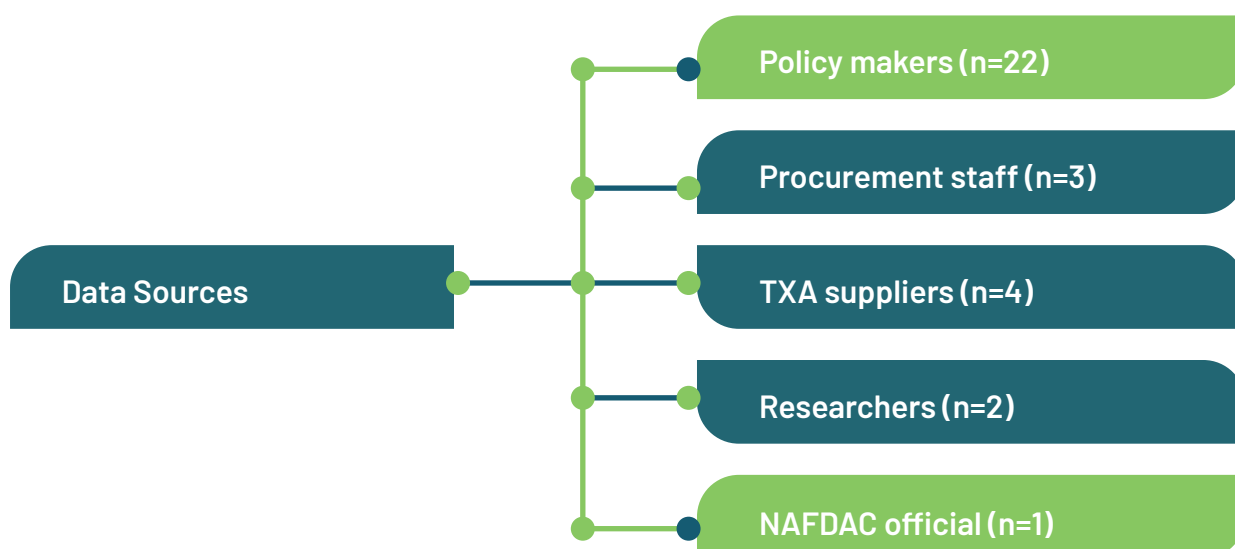 Policy makers (n=22)
Procurement staff (n=3)
Data Sources
TXA suppliers (n=4)
Researchers (n=2)
NAFDAC official (n=1)